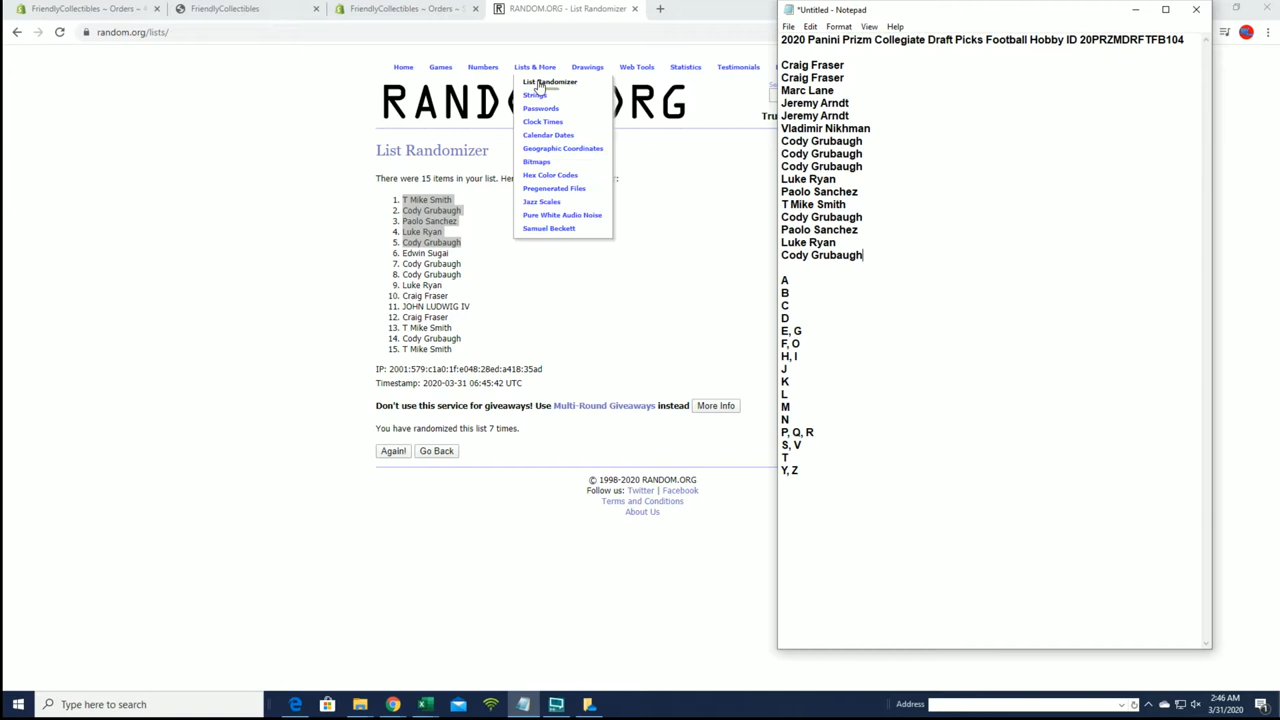 FriendlyCollectibles ~ Orders ~
FriendlyCollectibles
FriendlyCollectibles ~ Orders ~ S
RANDOM.ORG - List Randomizer
random.org/lists/
Home
Games
Numbers
Lists & More
Drawings
Web Tools
Statistics
Testimonials
List Randomizer
Strings
Passwords
Clock Times
Calendar Dates
Geographic Coordinates
Bitmaps
Hex Color Codes
Pregenerated Files
Jazz Scales
Pure White Audio Noise
Samuel Beckett
List Randomizer
There were 15 items in your list. Her
1. T Mike Smith
2. Cody Grubaugh
3. Paolo Sanchez
4. Luke Ryan
5. Cody Grubaugh
6. Edwin Sugai
7. Cody Grubaugh
8. Cody Grubaugh
9. Luke Ryan
10. Craig Fraser
11. JOHN LUDWIG IV
12. Craig Fraser
13. T Mike Smith
14. Cody Grubaugh
15. T Mike Smith
IP: 2001:579:c1a0:1f:e048:28ed:a418:35ad
Timestamp: 2020-03-31 06:45:42 UTC
Don't use this service for giveaways! Use Multi-Round Giveaways instead More Info
You have randomized this list 7 times.
Again! Go Back
© 1998-2020 RANDOM.ORG
Follow us: Twitter | Facebook
Terms and Conditions
About Us
*Untitled - Notepad
File Edit Format View Help
2020 Panini Prizm Collegiate Draft Picks Football Hobby ID 20PRZMDRFTFB104
Craig Fraser
Craig Fraser
Marc Lane
Jeremy Arndt
Jeremy Arndt
Vladimir Nikhman
Cody Grubaugh
Cody Grubaugh
Cody Grubaugh
Luke Ryan
Paolo Sanchez
T Mike Smith
Cody Grubaugh
Paolo Sanchez
Luke Ryan
Cody Grubaugh
A
B
C
D
E, G
F, O
H, I
J
K
L
M
N
P, Q, R
S, V
T
Y, Z
Type here to search
Address
2:46 AM
3/31/2020